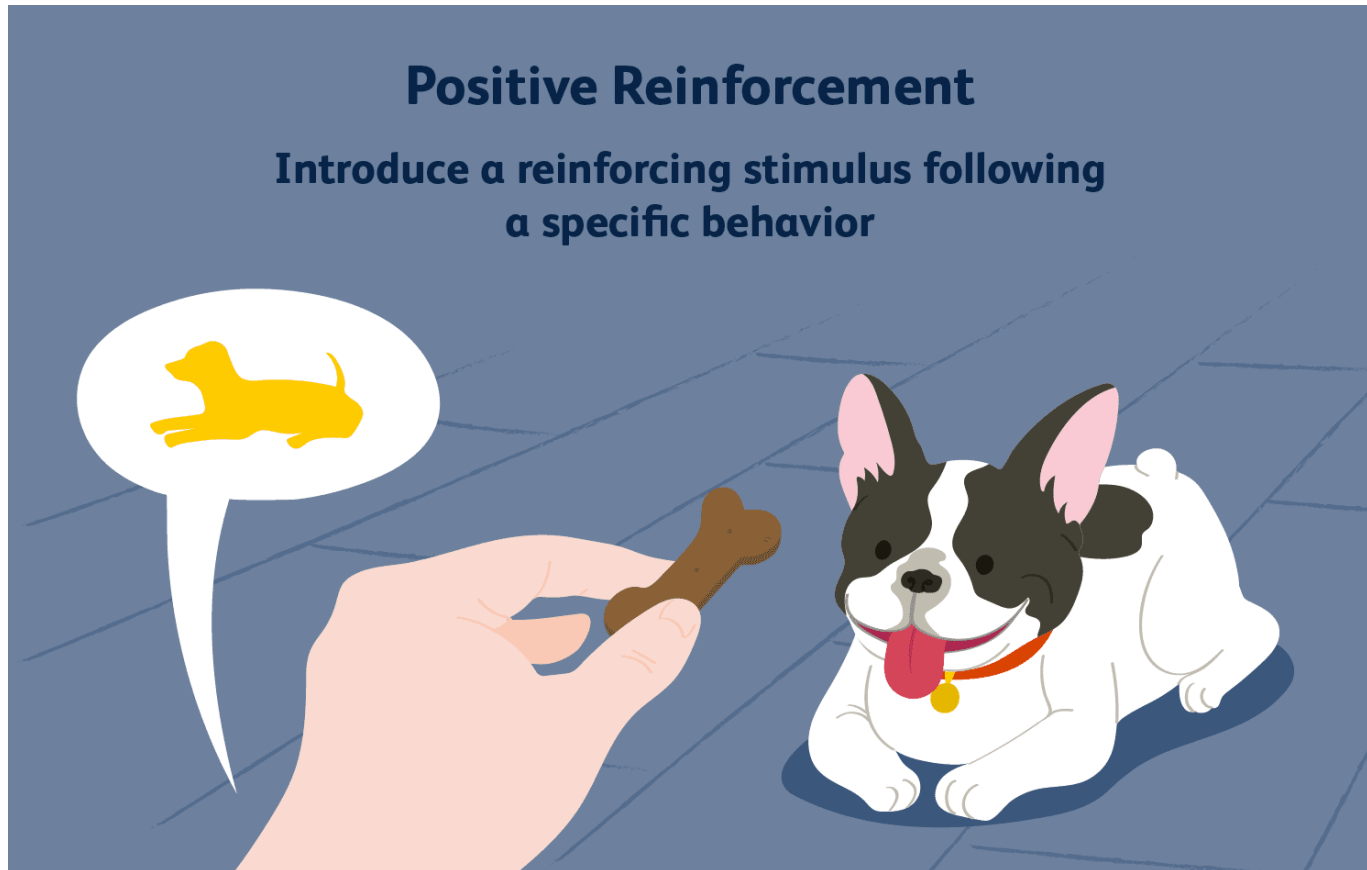 Positive Reinforcement
Introduce a reinforcing stimulus following
a specific behavior